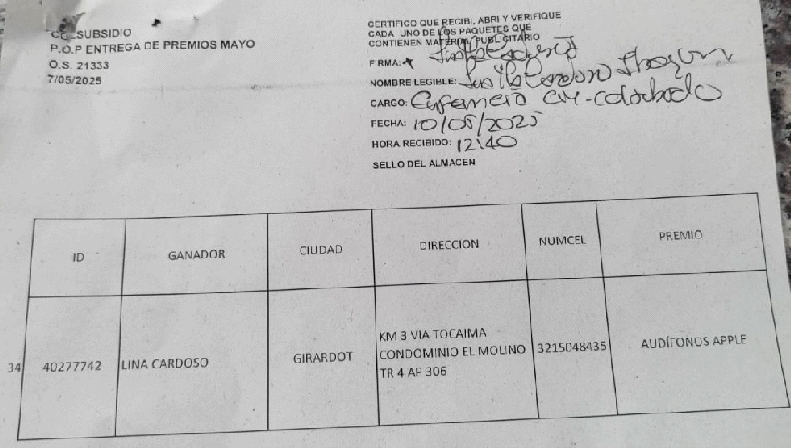 COLSUBSIDIO
P.O.P ENTREGA DE PREMIOS MAYO
O.S. 21333
7/05/2025
CERTIFICO QUE RECIBI, ABRI Y VERIFIQUE
CADA UNO DE LOS PAQUETES QUE
CONTIENEN MATERIAL PUBLICITARIO
FIRMA:
NOMBRE LEGIBLE: Cardoso
CARGO:
FECHA: 10/05/2025
HORA RECIBIDO: 12:40
SELLO DEL ALMACEN
ID GANADOR CIUDAD DIRECCION NUMCEL PREMIO
34 40277742 LINA CARDOSO GIRARDOT KM 3 VIA TOCAIMA CONDOMINIO EL MOLINO TR 4 AP 306 3215048435 AUDÍFONOS APPLE